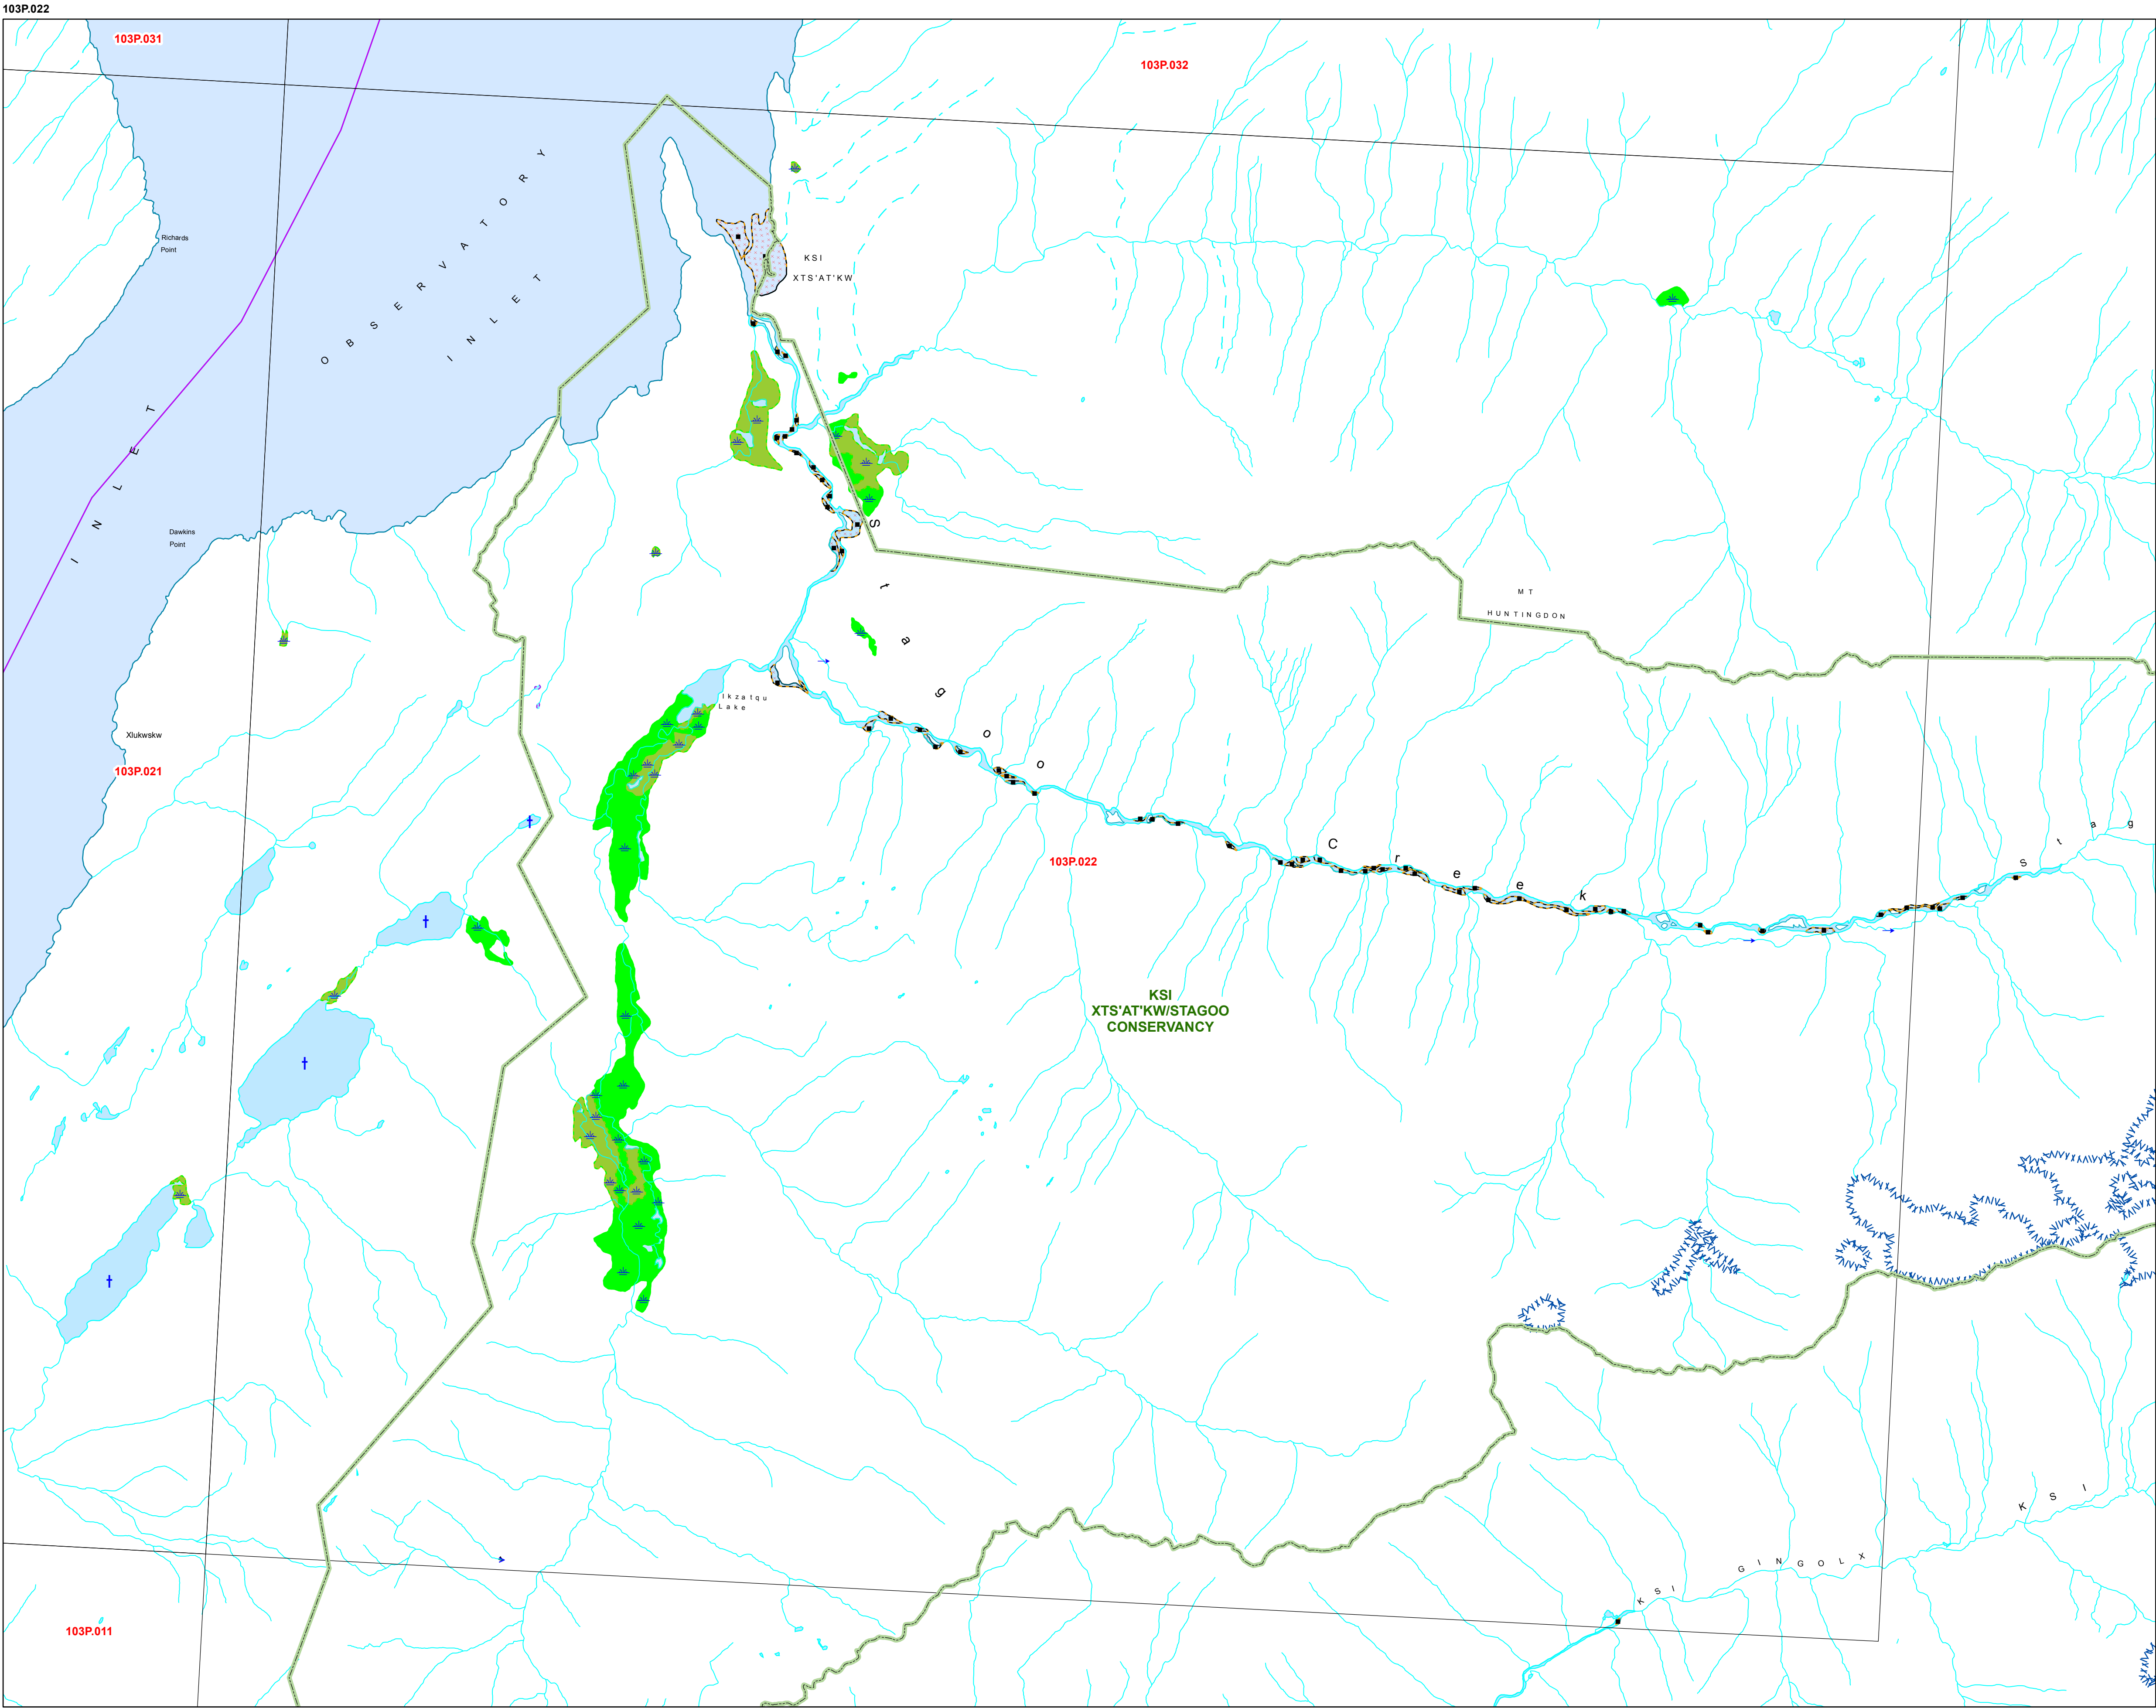 103P.022
103P.031
103P.032
OBSERVATORY
INLET
Richards
Point
KSI
XTS'AT'KW
INLET
Dawkins
Point
MT
HUNTINGDON
Stagoo Creek
Ikzatqu
Lake
Xlukwskw
103P.021
103P.022
Stag
KSI
XTS'AT'KW/STAGOO
CONSERVANCY
KSI
KSI GINGOLX
103P.011